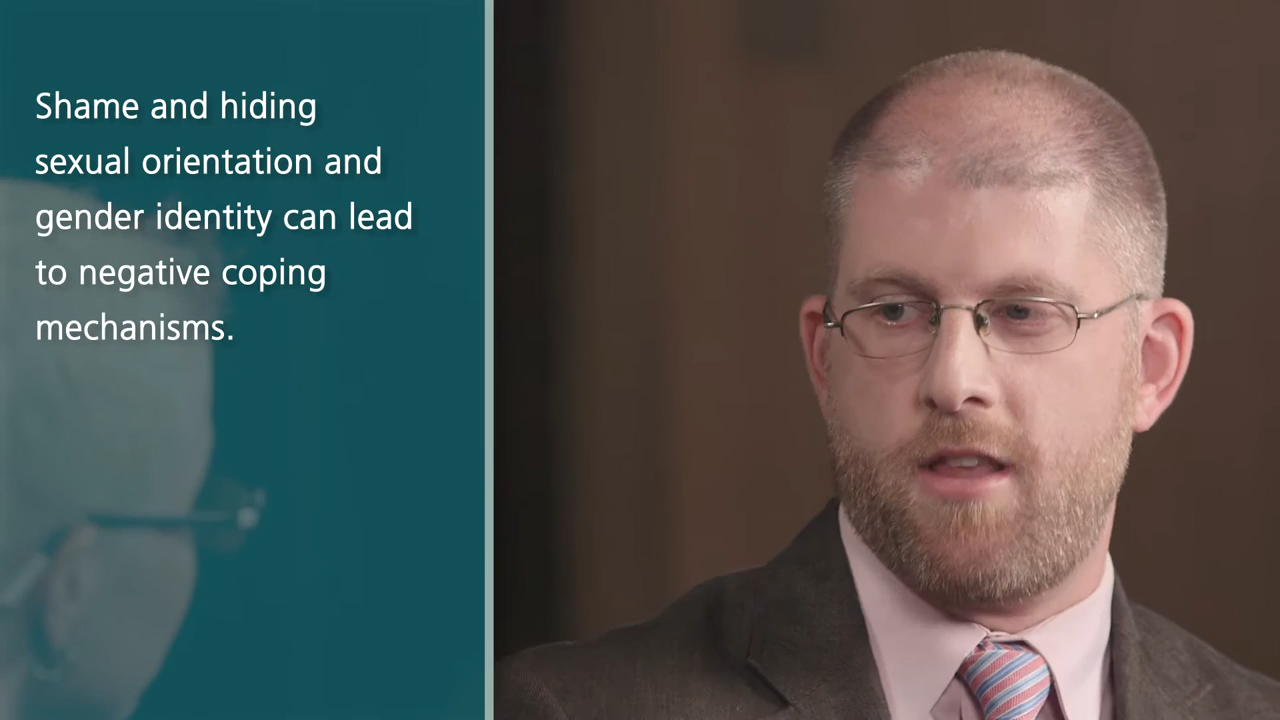 Shame and hiding
sexual orientation and
gender identity can lead
to negative coping
mechanisms.